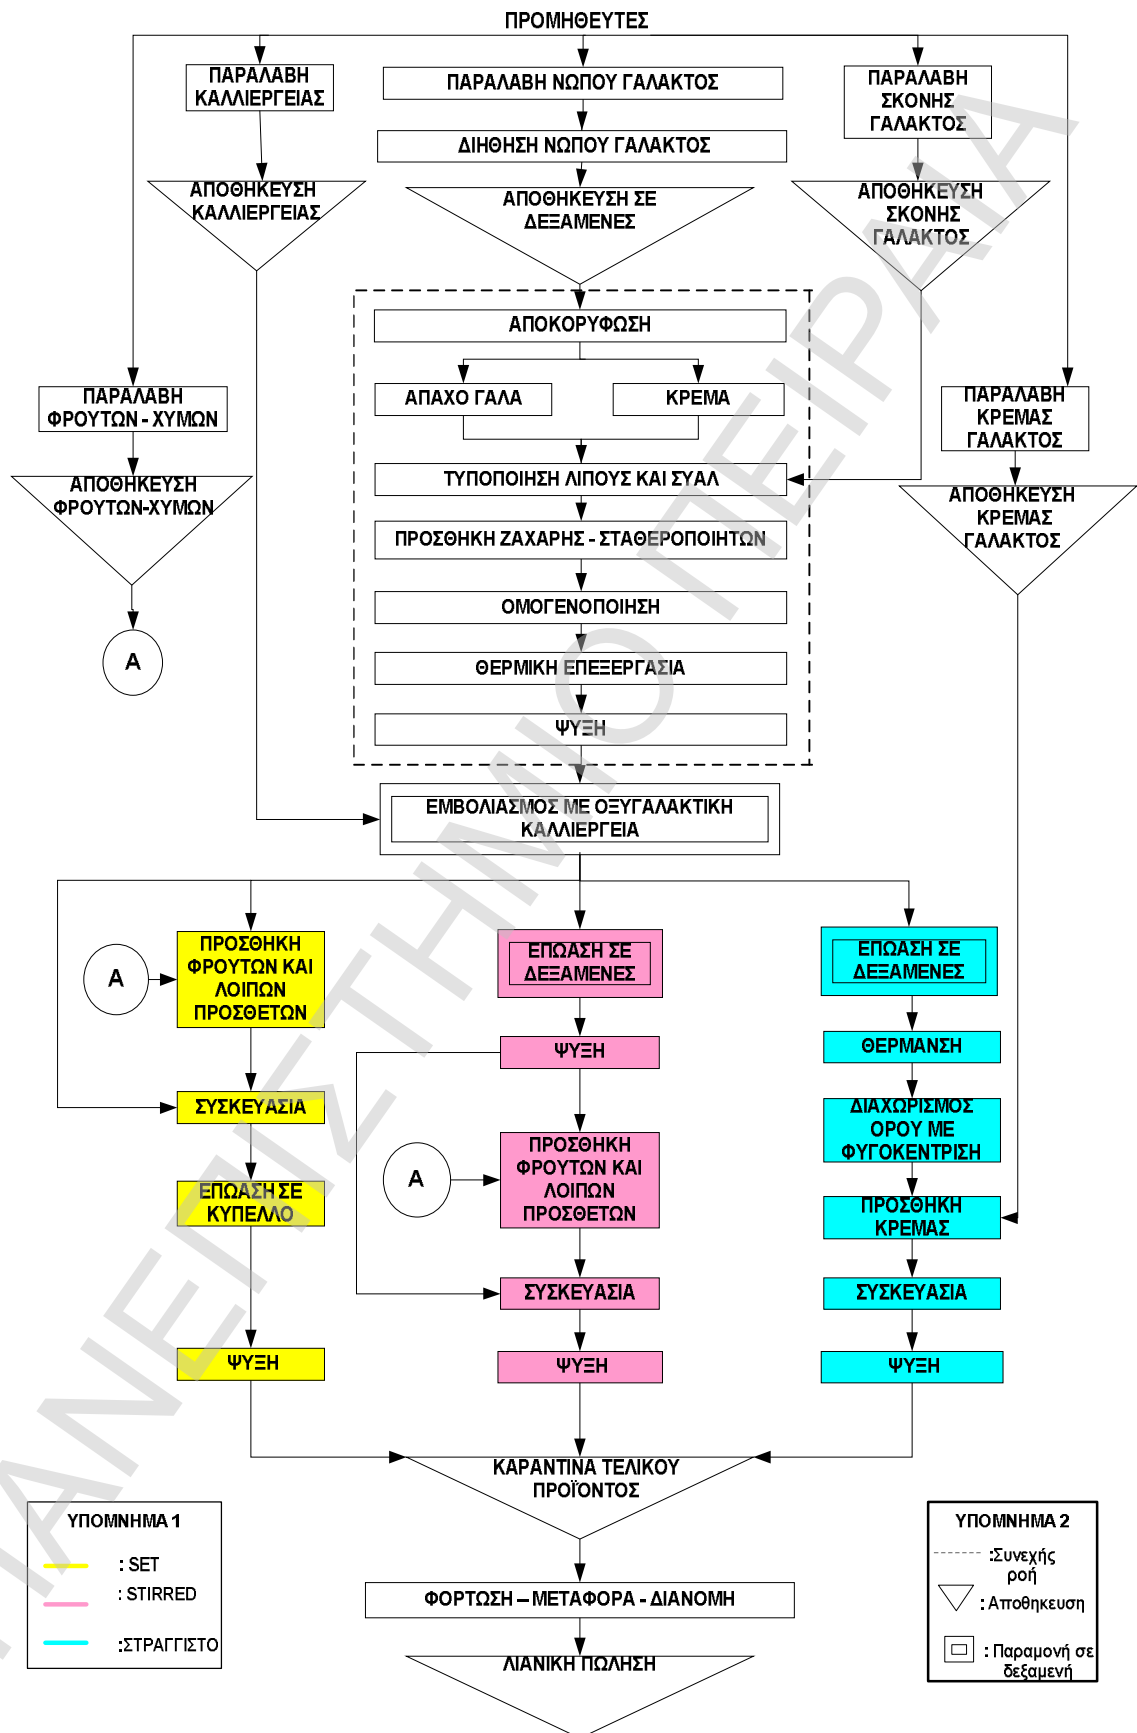 ΠΡΟΜΗΘΕΥΤΕΣ
ΠΑΡΑΛΑΒΗ
ΚΑΛΛΙΕΡΓΕΙΑΣ
ΠΑΡΑΛΑΒΗ ΝΩΠΟΥ ΓΑΛΑΚΤΟΣ
ΠΑΡΑΛΑΒΗ
ΣΚΟΝΗΣ
ΓΑΛΑΚΤΟΣ
ΔΙΗΘΗΣΗ ΝΩΠΟΥ ΓΑΛΑΚΤΟΣ
ΑΠΟΘΗΚΕΥΣΗ
ΚΑΛΛΙΕΡΓΕΙΑΣ
ΑΠΟΘΗΚΕΥΣΗ ΣΕ
ΔΕΞΑΜΕΝΕΣ
ΑΠΟΘΗΚΕΥΣΗ
ΣΚΟΝΗΣ
ΓΑΛΑΚΤΟΣ
ΑΠΟΚΟΡΥΦΩΣΗ
ΑΠΑΧΟ ΓΑΛΑ
ΚΡΕΜΑ
ΠΑΡΑΛΑΒΗ
ΦΡΟΥΤΩΝ - ΧΥΜΩΝ
ΠΑΡΑΛΑΒΗ
ΚΡΕΜΑΣ
ΓΑΛΑΚΤΟΣ
ΑΠΟΘΗΚΕΥΣΗ
ΦΡΟΥΤΩΝ-ΧΥΜΩΝ
ΤΥΠΟΠΟΙΗΣΗ ΛΙΠΟΥΣ ΚΑΙ ΣΥΑΛ
ΑΠΟΘΗΚΕΥΣΗ
ΚΡΕΜΑΣ
ΓΑΛΑΚΤΟΣ
ΠΡΟΣΘΗΚΗ ΖΑΧΑΡΗΣ - ΣΤΑΘΕΡΟΠΟΙΗΤΩΝ
ΟΜΟΓΕΝΟΠΟΙΗΣΗ
Α
ΘΕΡΜΙΚΗ ΕΠΕΞΕΡΓΑΣΙΑ
ΨΥΞΗ
ΕΜΒΟΛΙΑΣΜΟΣ ΜΕ ΟΞΥΓΑΛΑΚΤΙΚΗ
ΚΑΛΛΙΕΡΓΕΙΑ
Α
ΠΡΟΣΘΗΚΗ
ΦΡΟΥΤΩΝ ΚΑΙ
ΛΟΙΠΩΝ
ΠΡΟΣΘΕΤΩΝ
ΕΠΩΑΣΗ ΣΕ
ΔΕΞΑΜΕΝΕΣ
ΕΠΩΑΣΗ ΣΕ
ΔΕΞΑΜΕΝΕΣ
ΨΥΞΗ
ΘΕΡΜΑΝΣΗ
ΣΥΣΚΕΥΑΣΙΑ
ΔΙΑΧΩΡΙΣΜΟΣ
ΟΡΟΥ ΜΕ
ΦΥΓΟΚΕΝΤΡΙΣΗ
Α
ΠΡΟΣΘΗΚΗ
ΦΡΟΥΤΩΝ ΚΑΙ
ΛΟΙΠΩΝ
ΠΡΟΣΘΕΤΩΝ
ΕΠΩΑΣΗ ΣΕ
ΚΥΠΕΛΛΟ
ΠΡΟΣΘΗΚΗ
ΚΡΕΜΑΣ
ΣΥΣΚΕΥΑΣΙΑ
ΣΥΣΚΕΥΑΣΙΑ
ΨΥΞΗ
ΨΥΞΗ
ΨΥΞΗ
ΚΑΡΑΝΤΙΝΑ ΤΕΛΙΚΟΥ
ΠΡΟΪΟΝΤΟΣ
ΥΠΟΜΝΗΜΑ 1
: SET
: STIRRED
:ΣΤΡΑΓΓΙΣΤΟ
ΥΠΟΜΝΗΜΑ 2
:Συνεχής
ροή
: Αποθηκευση
: Παραμονή σε
δεξαμενή
ΦΟΡΤΩΣΗ – ΜΕΤΑΦΟΡΑ - ΔΙΑΝΟΜΗ
ΛΙΑΝΙΚΗ ΠΩΛΗΣΗ
ΠΑΝΕΠΙΣΤΗΜΙΟ ΠΕΙΡΑΙΑ